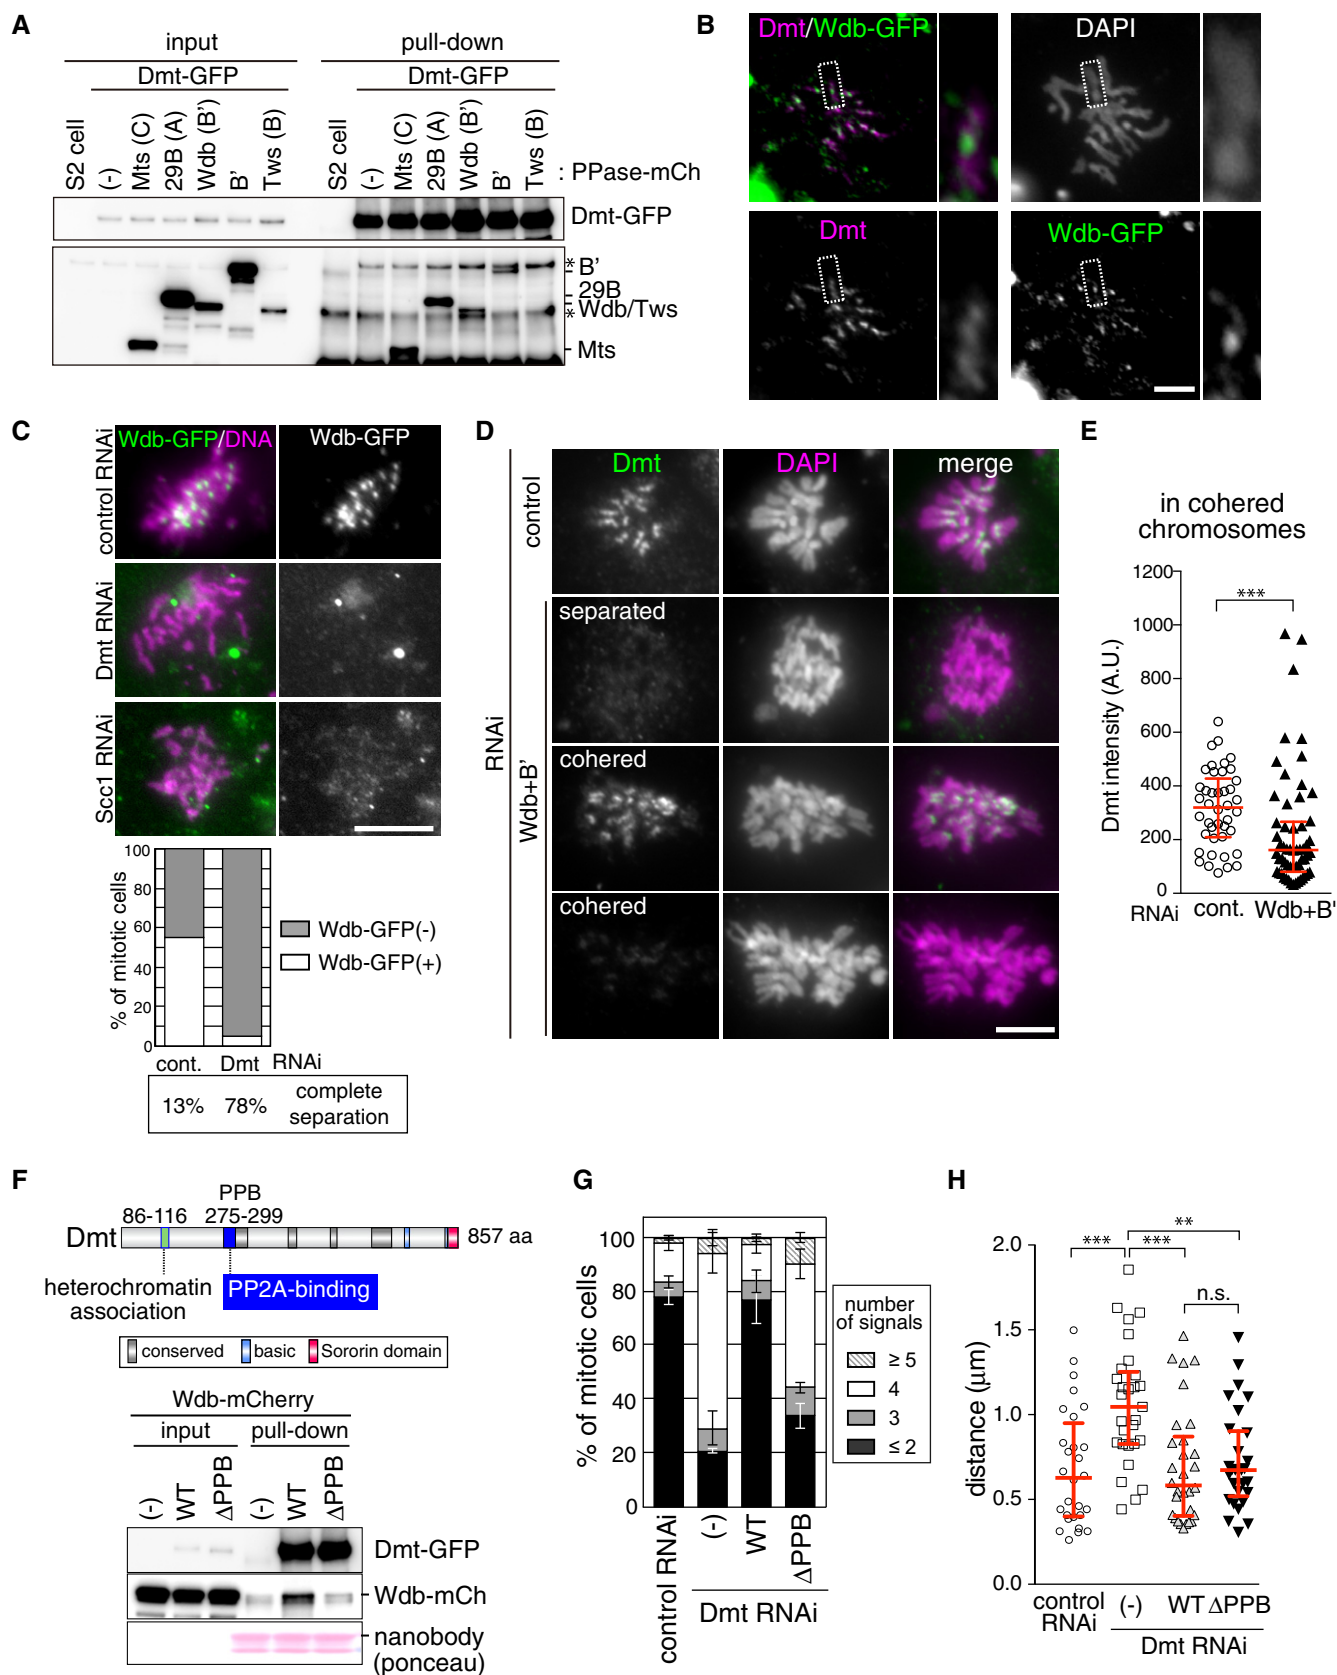 A
input
pull-down
Dmt-GFP
Dmt-GFP
S2 cell
(-)
Mts (C)
29B (A)
Wdb (B')
B'
Tws (B)
S2 cell
(-)
Mts (C)
29B (A)
Wdb (B')
B'
Tws (B)
: PPase-mCh
Dmt-GFP
* B'
29B
Wdb/Tws
*
Mts
B
Dmt/Wdb-GFP
DAPI
Dmt
Wdb-GFP
C
Wdb-GFP/DNA
Wdb-GFP
control RNAi
Dmt RNAi
Scc1 RNAi
% of mitotic cells
100
80
60
40
20
0
Wdb-GFP(-)
Wdb-GFP(+)
cont. Dmt RNAi
13% 78% complete separation
D
Dmt
DAPI
merge
RNAi
control
Wdb+B'
separated
cohered
cohered
E
in cohered
chromosomes
Dmt intensity (A.U.)
1200
1000
800
600
400
200
0
***
RNAi cont. Wdb+B'
F
PPB
86-116 275-299
Dmt
857 aa
heterochromatin
association
PP2A-binding
conserved basic Sororin domain
Wdb-mCherry
input pull-down
(-)
WT
ΔPPB
(-)
WT
ΔPPB
Dmt-GFP
Wdb-mCh
nanobody
(ponceau)
G
% of mitotic cells
100
80
60
40
20
0
number
of signals
≥ 5
4
3
≤ 2
control RNAi
(-)
WT
ΔPPB
Dmt RNAi
H
distance (μm)
2.0
1.5
1.0
0.5
0.0
**
*** ***
n.s.
control
RNAi
(-) WT ΔPPB
Dmt RNAi